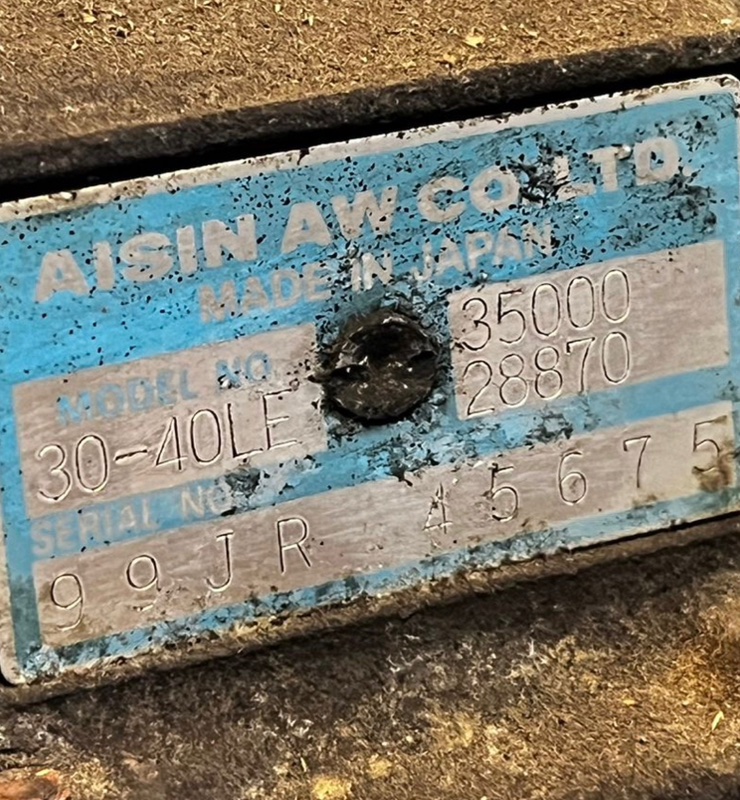 AISIN AW CO., LTD
MADE IN JAPAN
MODEL NO.
30-40LE
35000
28870
SERIAL NO.
99JR 45675